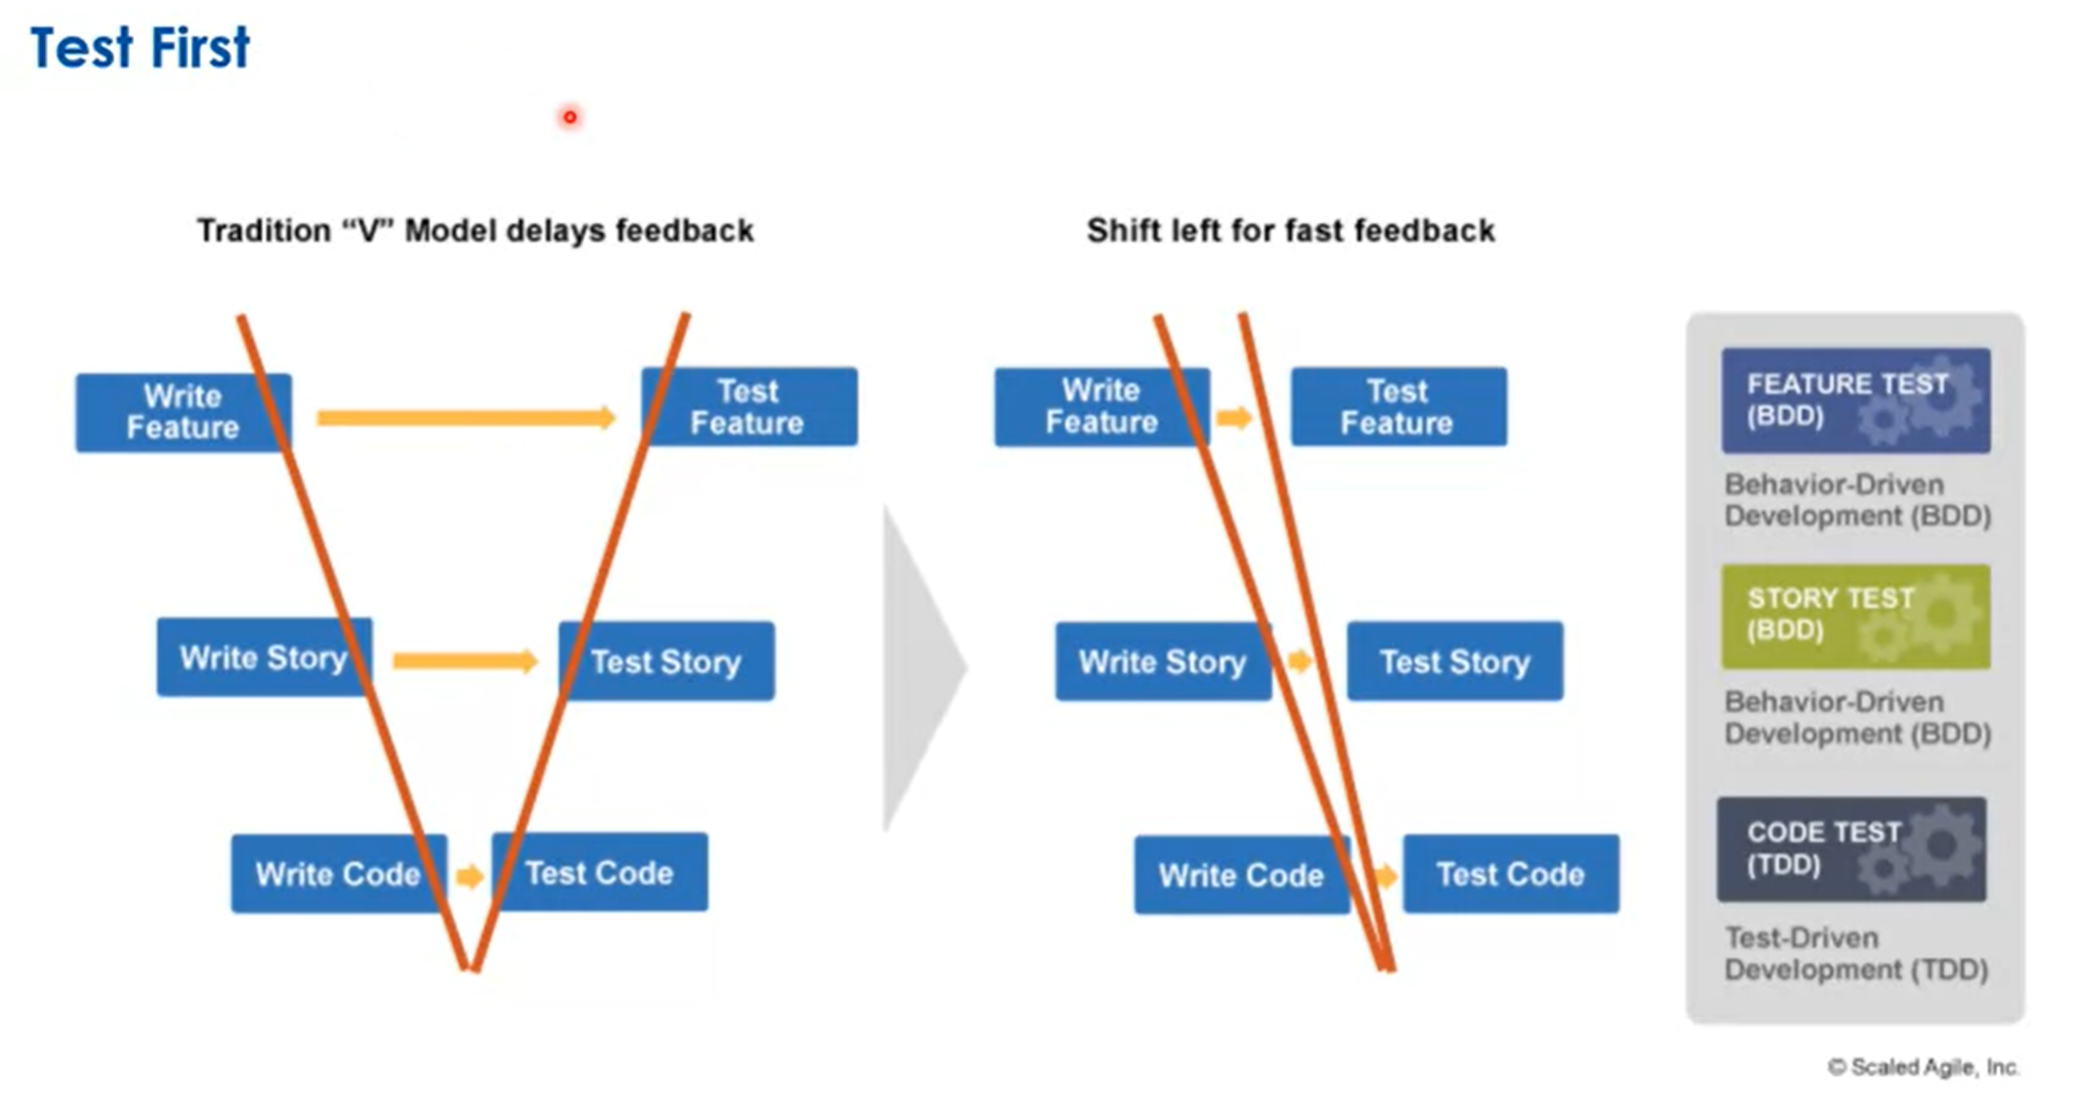 Test First
Tradition “V” Model delays feedback
Write
Feature
Test
Feature
Write Story
Test Story
Write Code
Test Code
Shift left for fast feedback
Write
Feature
Test
Feature
Write Story
Test Story
Write Code
Test Code
FEATURE TEST
(BDD)
Behavior-Driven
Development (BDD)
STORY TEST
(BDD)
Behavior-Driven
Development (BDD)
CODE TEST
(TDD)
Test-Driven
Development (TDD)
© Scaled Agile, Inc.